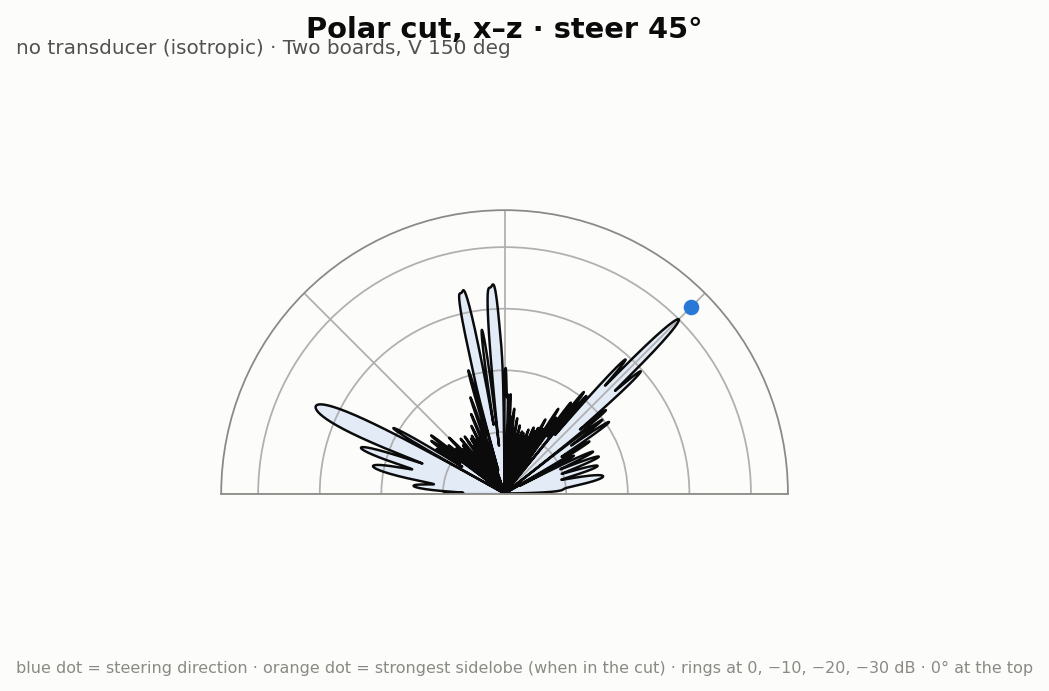 Polar cut, x–z · steer 45°
no transducer (isotropic) · Two boards, V 150 deg
blue dot = steering direction · orange dot = strongest sidelobe (when in the cut) · rings at 0, −10, −20, −30 dB · 0° at the top